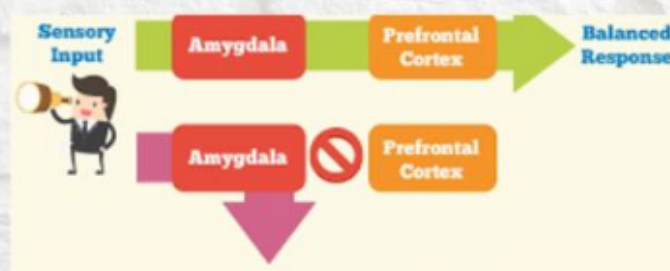 Sensory
Input
Amygdala
Prefrontal
Cortex
Balanced
Response
Amygdala
Prefrontal
Cortex